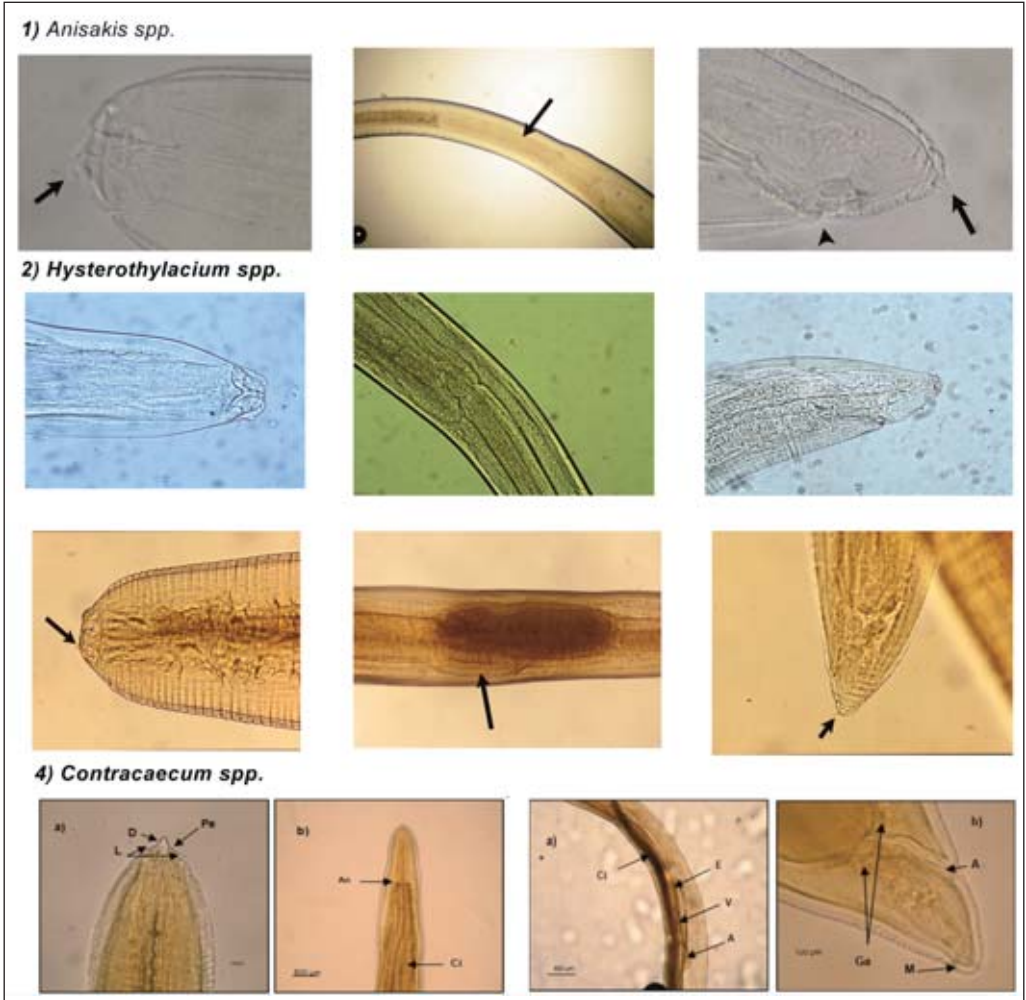 1) Anisakis spp.
2) Hysterothylacium spp.
4) Contracaecum spp.
a)
D
Pe
L
b)
An
Ci
a)
Ci
E
V
A
b)
A
Ga
M